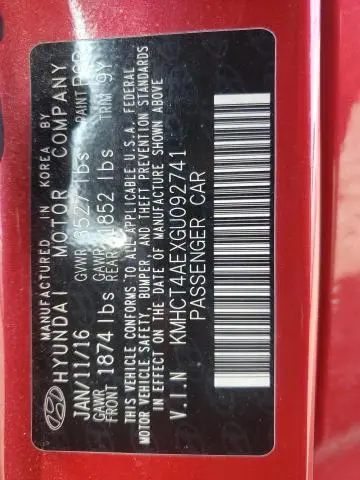 MANUFACTURED IN KOREA BY
HYUNDAI MOTOR COMPANY
JAN/11/16 GVWR 3527 lbs PAINT
GAWR FRONT 1874 lbs GAWR REAR 1852 lbs TRIM 9Y
THIS VEHICLE CONFORMS TO ALL APPLICABLE U.S.A. FEDERAL
MOTOR VEHICLE SAFETY, BUMPER, AND THEFT PREVENTION STANDARDS
IN EFFECT ON THE DATE OF MANUFACTURE SHOWN ABOVE
V.I.N KMHCT4AEXGU092741
PASSENGER CAR